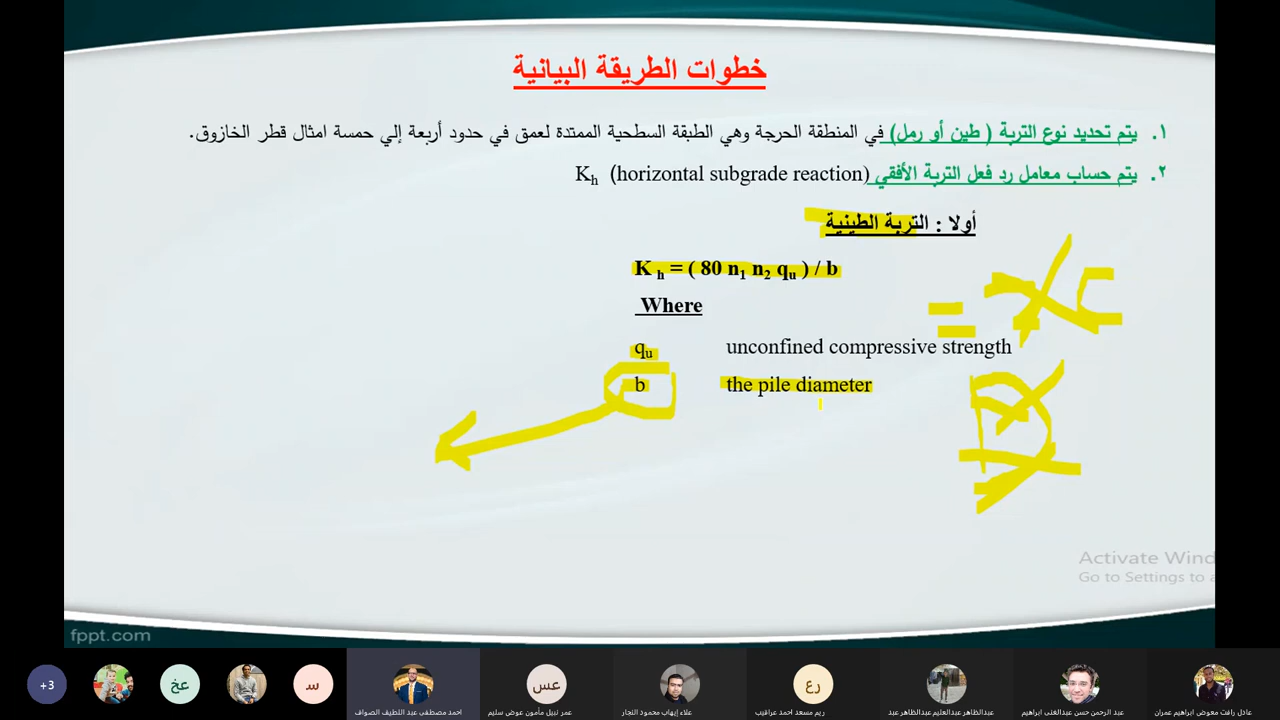 خطوات الطريقة البيانية
١. يتم تحديد نوع التربة ( طين أو رمل) في المنطقة الحرجة وهي الطبقة السطحية الممتدة لعمق في حدود أربعة إلي خمسة امثال قطر الخازوق.
٢. يتم حساب معامل رد فعل التربة الأفقي (horizontal subgrade reaction) Kh
أولا : التربة الطينية
K h = ( 80 n1 n2 qu ) / b
Where
qu unconfined compressive strength
b the pile diameter
Activate Wind
Go to Settings to a
fppt.com
+3
عخ
س
عس
رع
احمد مصطفى عبد اللطيف الصواف
عمر نبيل مأمون عوض سليم
علاء إيهاب محمود النجار
ريم مسعد احمد عراقيب
عبدالظاهر عبدالعليم عبدالظاهر عبد
عبد الرحمن حسن عبدالغنى ابراهيم
عادل رافت معوض ابراهيم عمران